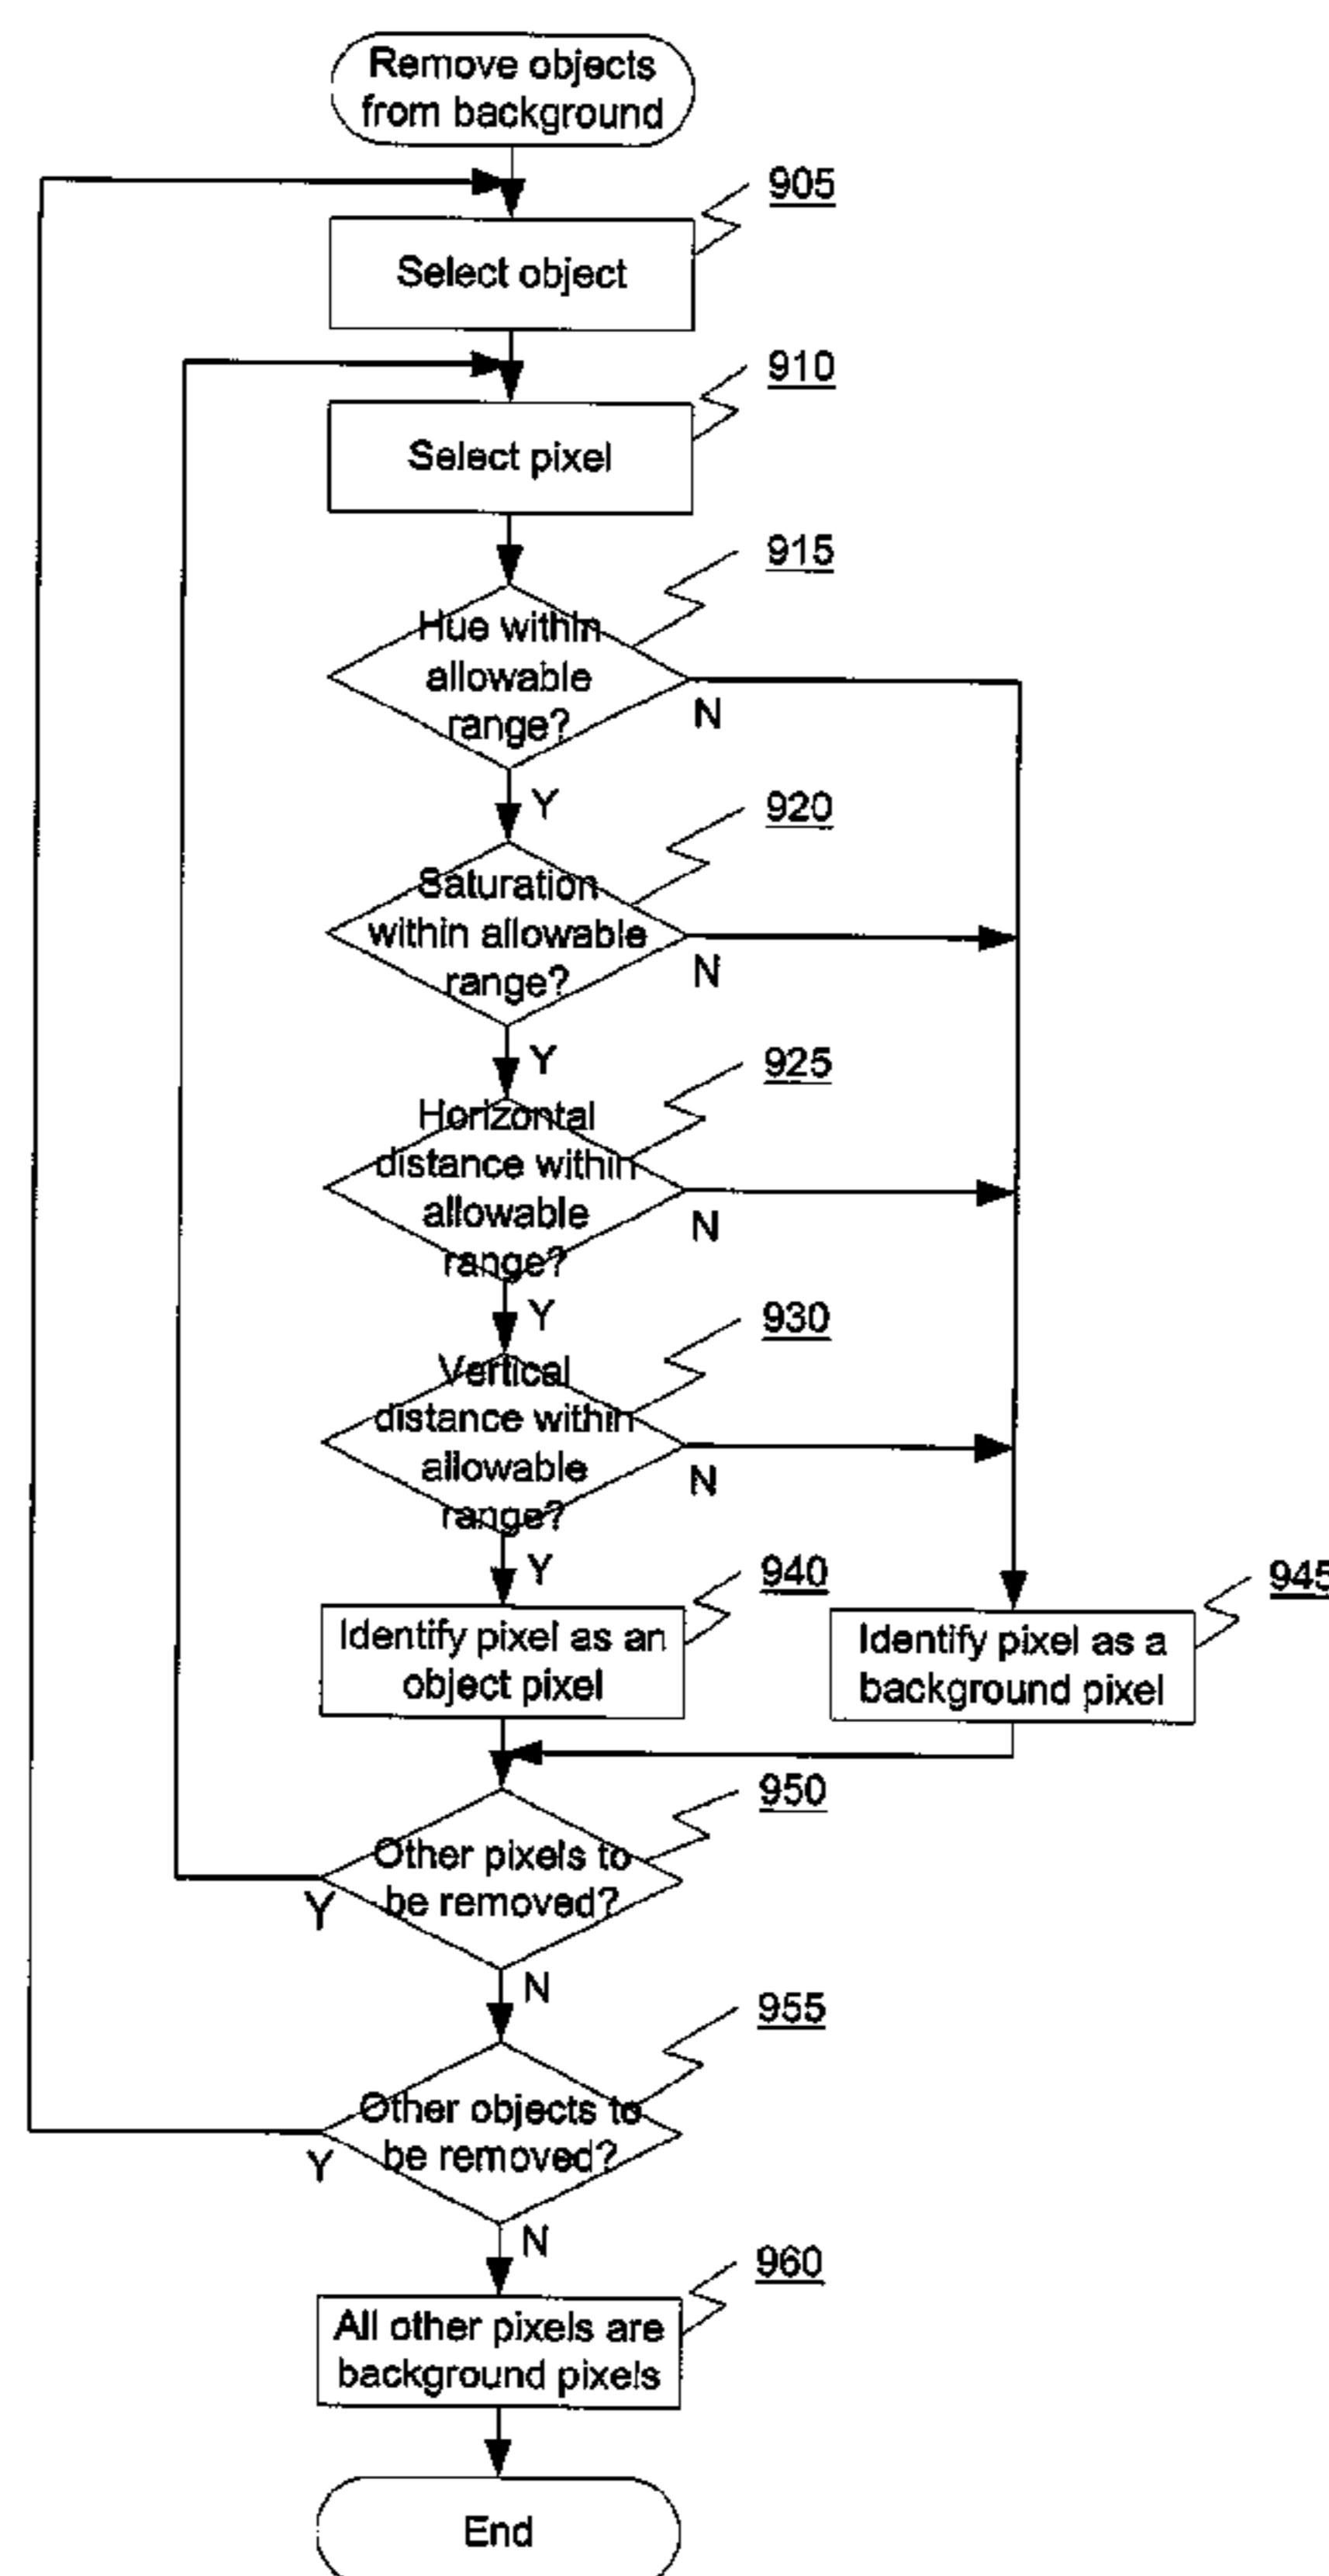 Remove objects
from background
905
Select object
910
Select pixel
915
Hue within
allowable
range?
N
Y
920
Saturation
within allowable
range?
N
Y
925
Horizontal
distance within
allowable
range?
N
Y
930
Vertical
distance within
allowable
range?
N
Y
940
945
Identify pixel as an
object pixel
Identify pixel as a
background pixel
950
Other pixels to
be removed?
Y
N
955
Other objects to
be removed?
Y
N
960
All other pixels are
background pixels
End